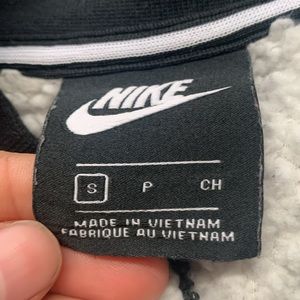 NIKE
S P CH
MADE IN VIETNAM
FABRIQUE AU VIETNAM